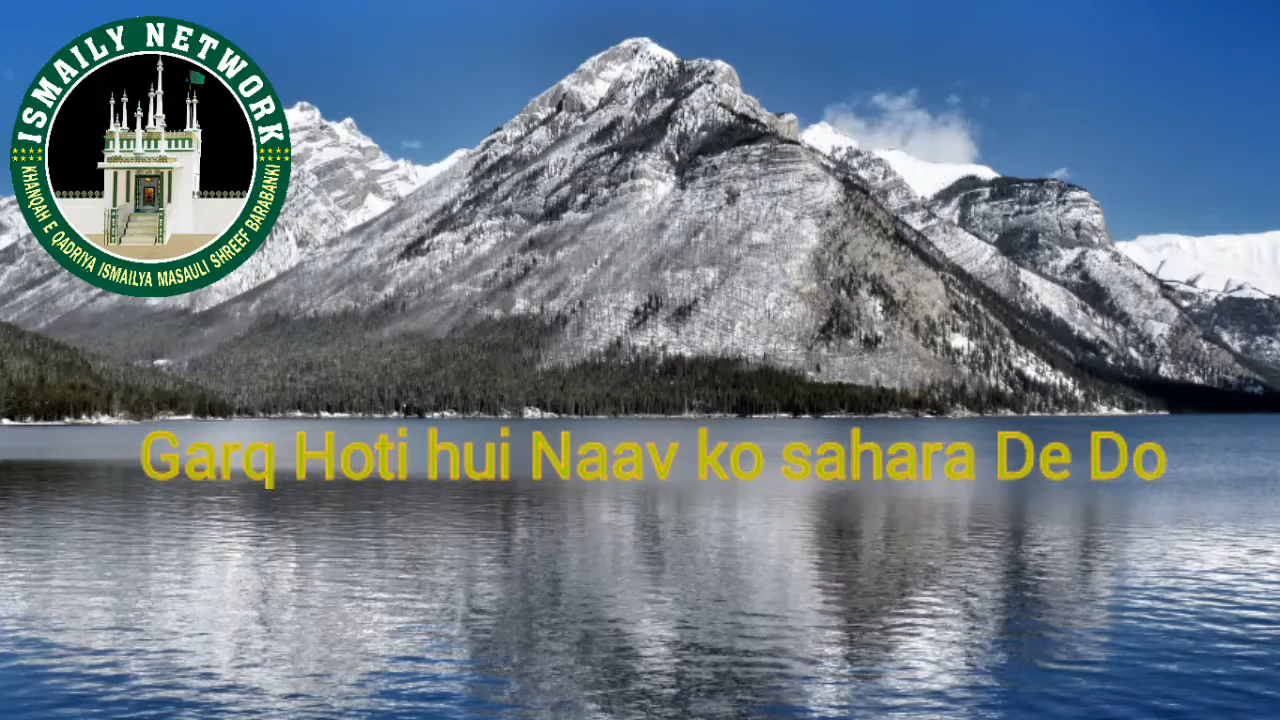 ISMAILY NETWORK
KHANQAH E QADRIYA ISMAILYA MASAULI SHREEF BARABANKI
Garq Hoti hui Naav ko sahara De Do